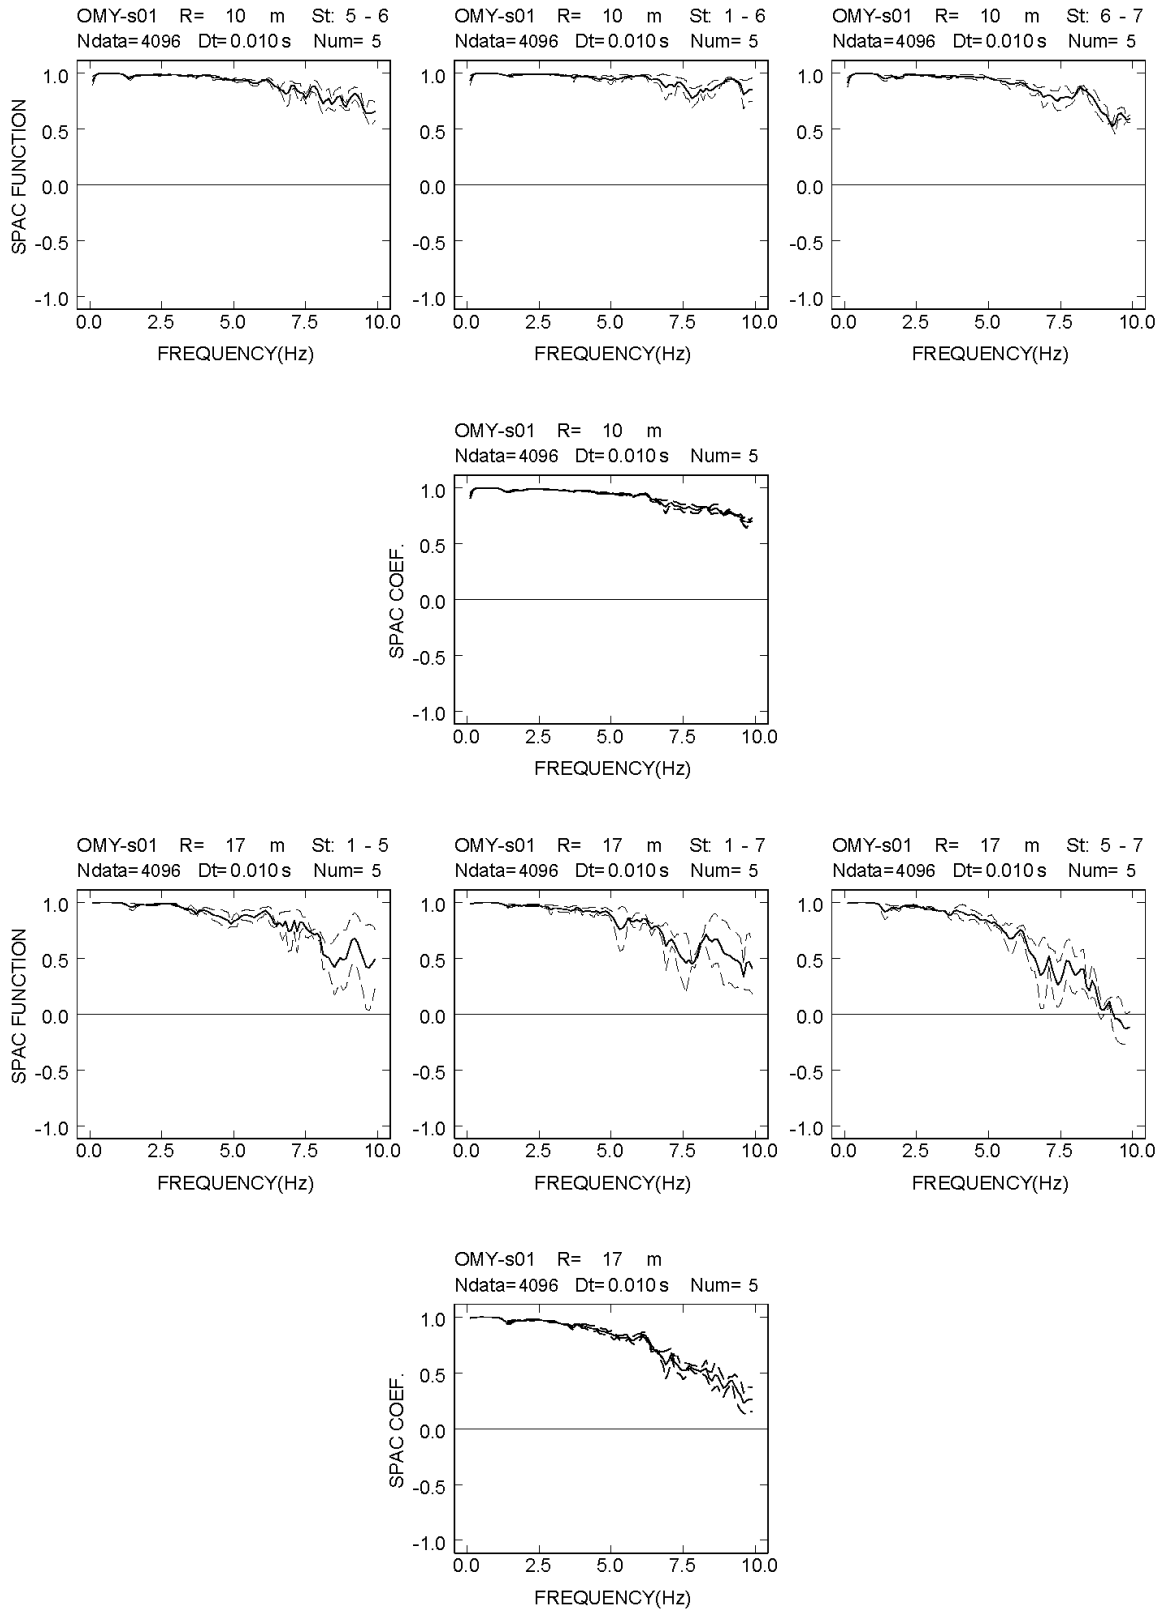 OMY-s01 R= 10 m St: 5 - 6
Ndata=4096 Dt=0.010 s Num= 5
SPAC FUNCTION
1.0
0.5
0.0
-0.5
-1.0
0.0 2.5 5.0 7.5 10.0
FREQUENCY(Hz)
OMY-s01 R= 10 m St: 1 - 6
Ndata=4096 Dt=0.010 s Num= 5
1.0
0.5
0.0
-0.5
-1.0
0.0 2.5 5.0 7.5 10.0
FREQUENCY(Hz)
OMY-s01 R= 10 m St: 6 - 7
Ndata=4096 Dt=0.010 s Num= 5
1.0
0.5
0.0
-0.5
-1.0
0.0 2.5 5.0 7.5 10.0
FREQUENCY(Hz)
OMY-s01 R= 10 m
Ndata=4096 Dt=0.010 s Num= 5
SPAC COEF.
1.0
0.5
0.0
-0.5
-1.0
0.0 2.5 5.0 7.5 10.0
FREQUENCY(Hz)
OMY-s01 R= 17 m St: 1 - 5
Ndata=4096 Dt=0.010 s Num= 5
SPAC FUNCTION
1.0
0.5
0.0
-0.5
-1.0
0.0 2.5 5.0 7.5 10.0
FREQUENCY(Hz)
OMY-s01 R= 17 m St: 1 - 7
Ndata=4096 Dt=0.010 s Num= 5
1.0
0.5
0.0
-0.5
-1.0
0.0 2.5 5.0 7.5 10.0
FREQUENCY(Hz)
OMY-s01 R= 17 m St: 5 - 7
Ndata=4096 Dt=0.010 s Num= 5
1.0
0.5
0.0
-0.5
-1.0
0.0 2.5 5.0 7.5 10.0
FREQUENCY(Hz)
OMY-s01 R= 17 m
Ndata=4096 Dt=0.010 s Num= 5
SPAC COEF.
1.0
0.5
0.0
-0.5
-1.0
0.0 2.5 5.0 7.5 10.0
FREQUENCY(Hz)